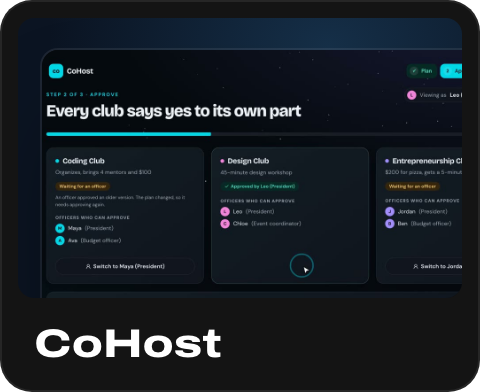 co CoHost
Plan
STEP 2 OF 3 · APPROVE
L Viewing as
Every club says yes to its own part
Coding Club
Organizes, brings 4 mentors and $100
Waiting for an officer
An officer approved an older version. The plan changed, so it needs approving again.
OFFICERS WHO CAN APPROVE
M Maya (President)
A Ava (Budget officer)
Switch to Maya (President)
Design Club
45-minute design workshop
Approved by Leo (President)
OFFICERS WHO CAN APPROVE
L Leo (President)
C Chloe (Event coordinator)
Entrepreneurship
$200 for pizza, gets a
Waiting for an officer
OFFICERS WHO CAN APPROVE
J Jordan (President)
B Ben (Budget officer)
Switch to
CoHost